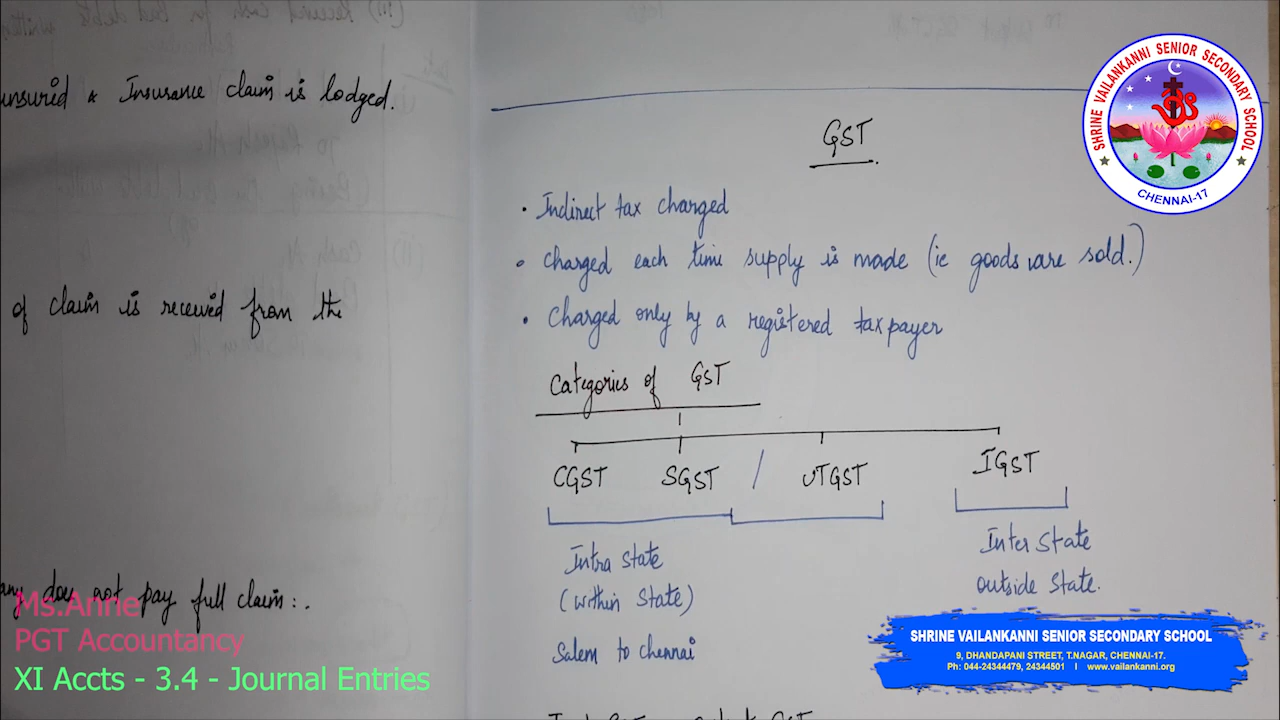 unsured & Insurance claim is lodged.
of claim is received from the
any does not pay full claim:.
GST
• Indirect tax charged
• charged each time supply is made (ie goods are sold.)
• Charged only by a registered taxpayer
Categories of GST
CGST SGST / UTGST IGST
Intra State
(within State)
Salem to Chennai
Inter State
outside State.
SHRINE VAILANKANNI SENIOR SECONDARY SCHOOL
CHENNAI-17
Ms.Anne
PGT Accountancy
XI Accts - 3.4 - Journal Entries
SHRINE VAILANKANNI SENIOR SECONDARY SCHOOL
9, DHANDAPANI STREET, T.NAGAR, CHENNAI-17.
Ph: 044-24344479, 24344501 I www.vailankanni.org